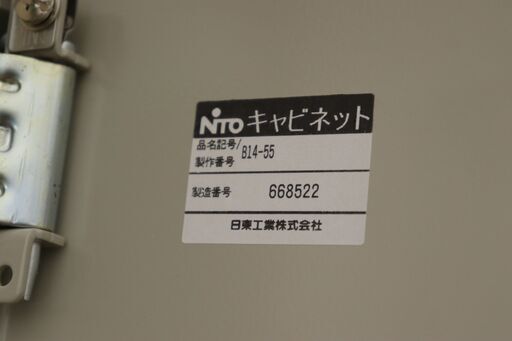 NiTO キャビネット
品名記号/
製作番号 B14-55
製造番号 668522
日東工業株式会社